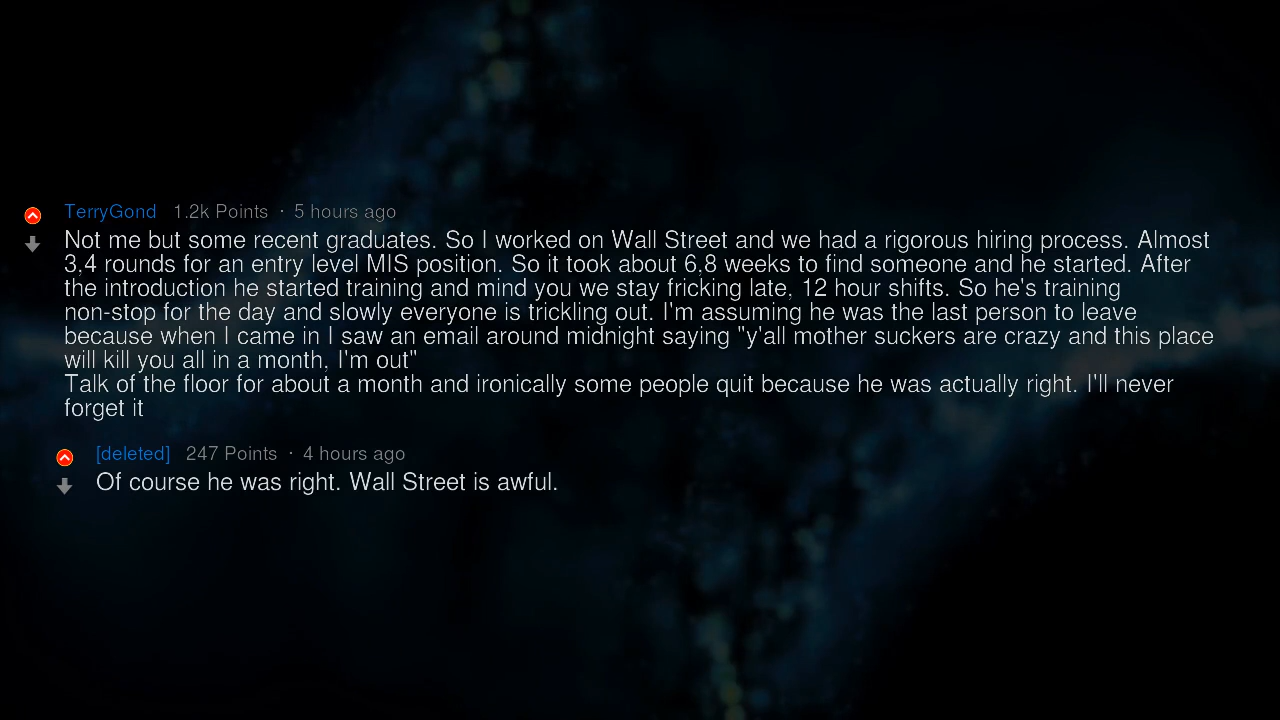 TerryGond 1.2k Points · 5 hours ago
Not me but some recent graduates. So I worked on Wall Street and we had a rigorous hiring process. Almost
3,4 rounds for an entry level MIS position. So it took about 6,8 weeks to find someone and he started. After
the introduction he started training and mind you we stay fricking late, 12 hour shifts. So he's training
non-stop for the day and slowly everyone is trickling out. I'm assuming he was the last person to leave
because when I came in I saw an email around midnight saying "y'all mother suckers are crazy and this place
will kill you all in a month, I'm out"
Talk of the floor for about a month and ironically some people quit because he was actually right. I'll never
forget it
[deleted] 247 Points · 4 hours ago
Of course he was right. Wall Street is awful.